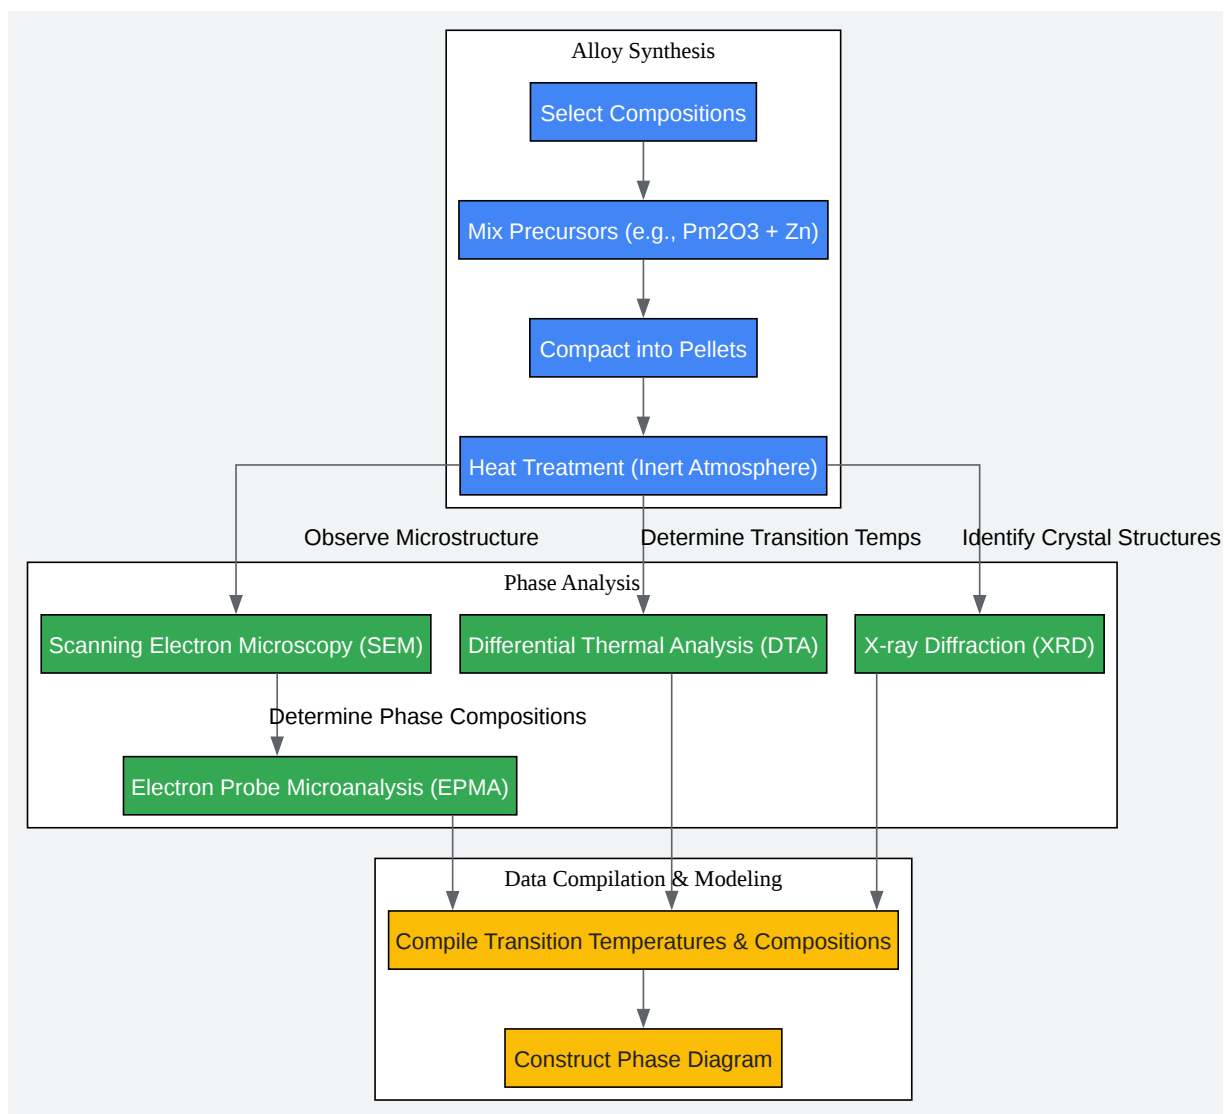 Alloy Synthesis
Select Compositions
Mix Precursors (e.g., Pm2O3 + Zn)
Compact into Pellets
Heat Treatment (Inert Atmosphere)
Observe Microstructure
Determine Transition Temps
Identify Crystal Structures
Phase Analysis
Scanning Electron Microscopy (SEM)
Differential Thermal Analysis (DTA)
X-ray Diffraction (XRD)
Determine Phase Compositions
Electron Probe Microanalysis (EPMA)
Data Compilation & Modeling
Compile Transition Temperatures & Compositions
Construct Phase Diagram